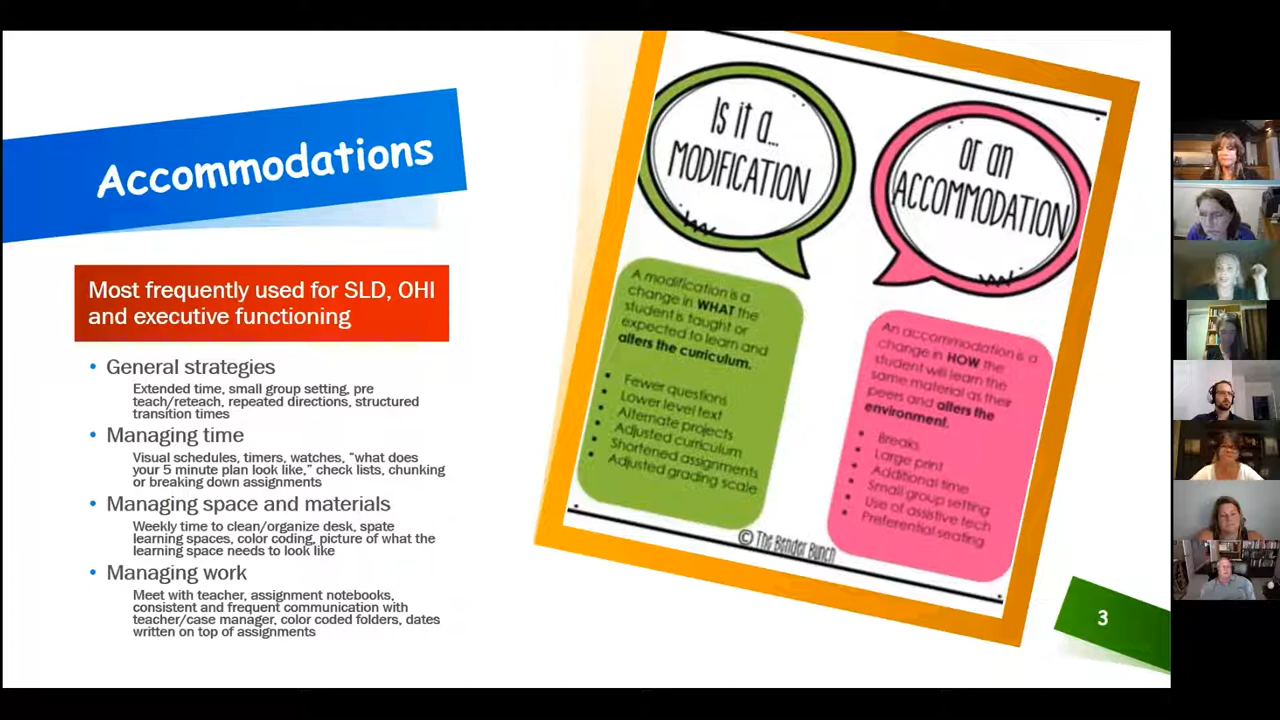 Accommodations
Most frequently used for SLD, OHI
and executive functioning
• General strategies
Extended time, small group setting, pre
teach/reteach, repeated directions, structured
transition times
• Managing time
Visual schedules, timers, watches, “what does
your 5 minute plan look like,” check lists, chunking
or breaking down assignments
• Managing space and materials
Weekly time to clean/organize desk, spate
learning spaces, color coding, picture of what the
learning space needs to look like
• Managing work
Meet with teacher, assignment notebooks,
consistent and frequent communication with
teacher/case manager, color coded folders, dates
written on top of assignments
Is it a...
MODIFICATION
A modification is a
change in WHAT the
student is taught or
expected to learn and
alters the curriculum.
• Fewer questions
• Lower level text
• Alternate projects
• Adjusted curriculum
• Shortened assignments
• Adjusted grading scale
or an
ACCOMMODATION
An accommodation is a
change in HOW the
student will learn the
same material as their
peers and alters the
environment.
• Breaks
• Large print
• Additional time
• Small group setting
• Use of assistive tech
• Preferential seating
© The Bender Bunch
3